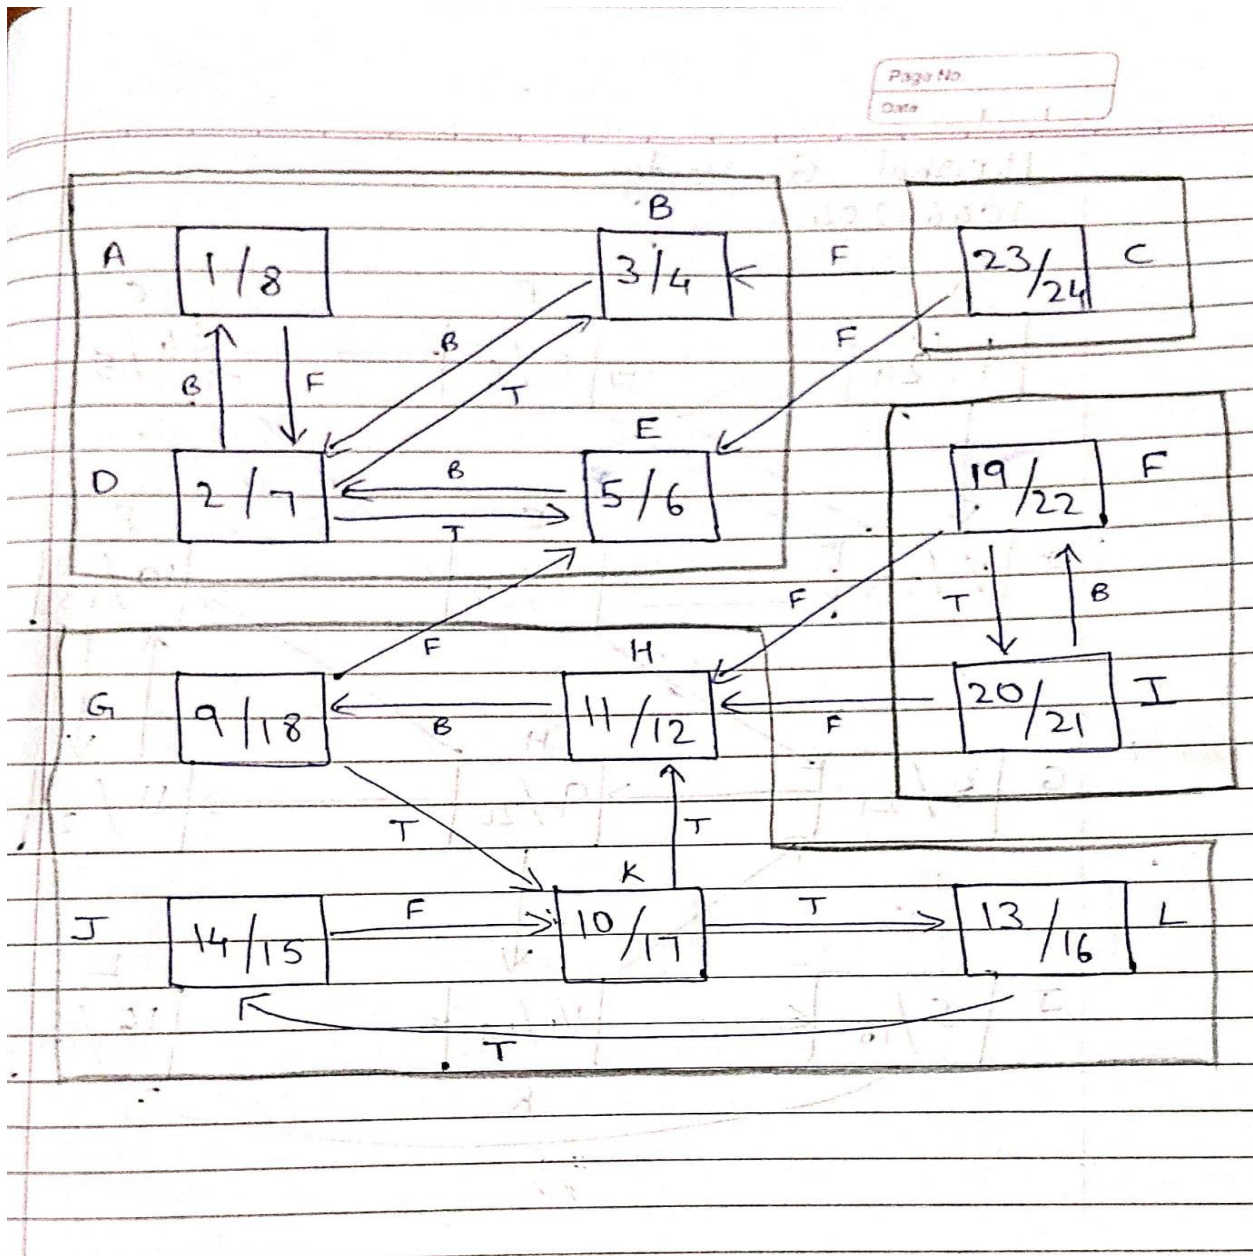 Page No
Date
B
A 1/8 3/4 F 23/24 C
B F B T F
E
D 2/7 B 5/6 19/22 F
T
F T B
F H
G 9/18 B 11/12 F 20/21 I
T T
K
J 14/15 F 10/17 T 13/16 L
T